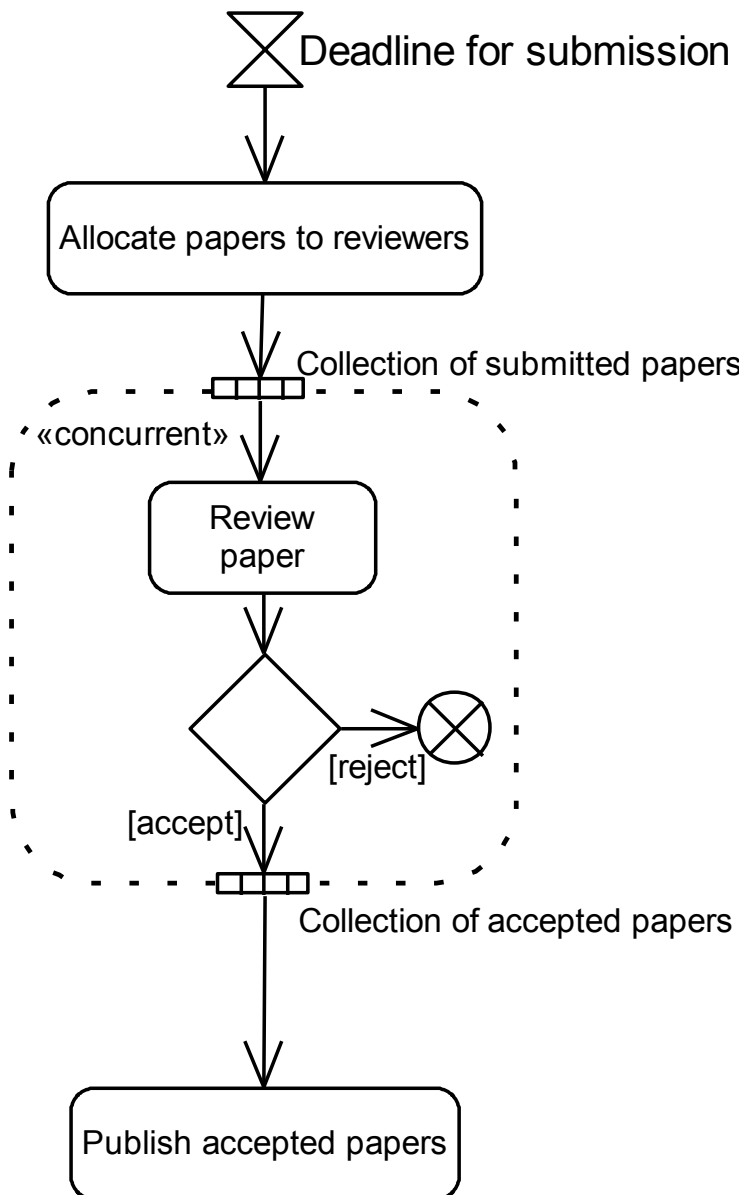 Deadline for submission
Allocate papers to reviewers
Collection of submitted papers
«concurrent»
Review
paper
[reject]
[accept]
Collection of accepted papers
Publish accepted papers